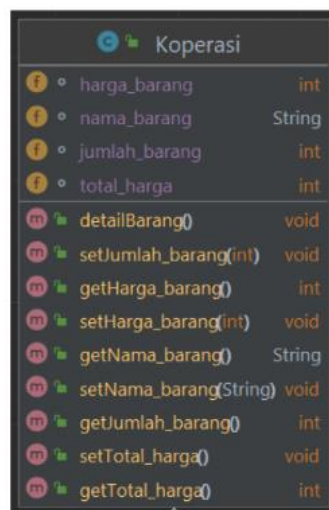 C Koperasi
f harga_barang int
f nama_barang String
f jumlah_barang int
f total_harga int
m detailBarang() void
m setJumlah_barang(int) void
m getHarga_barang() int
m setHarga_barang(int) void
m getNama_barang() String
m setNama_barang(String) void
m getJumlah_barang() int
m setTotal_harga() void
m getTotal_harga() int